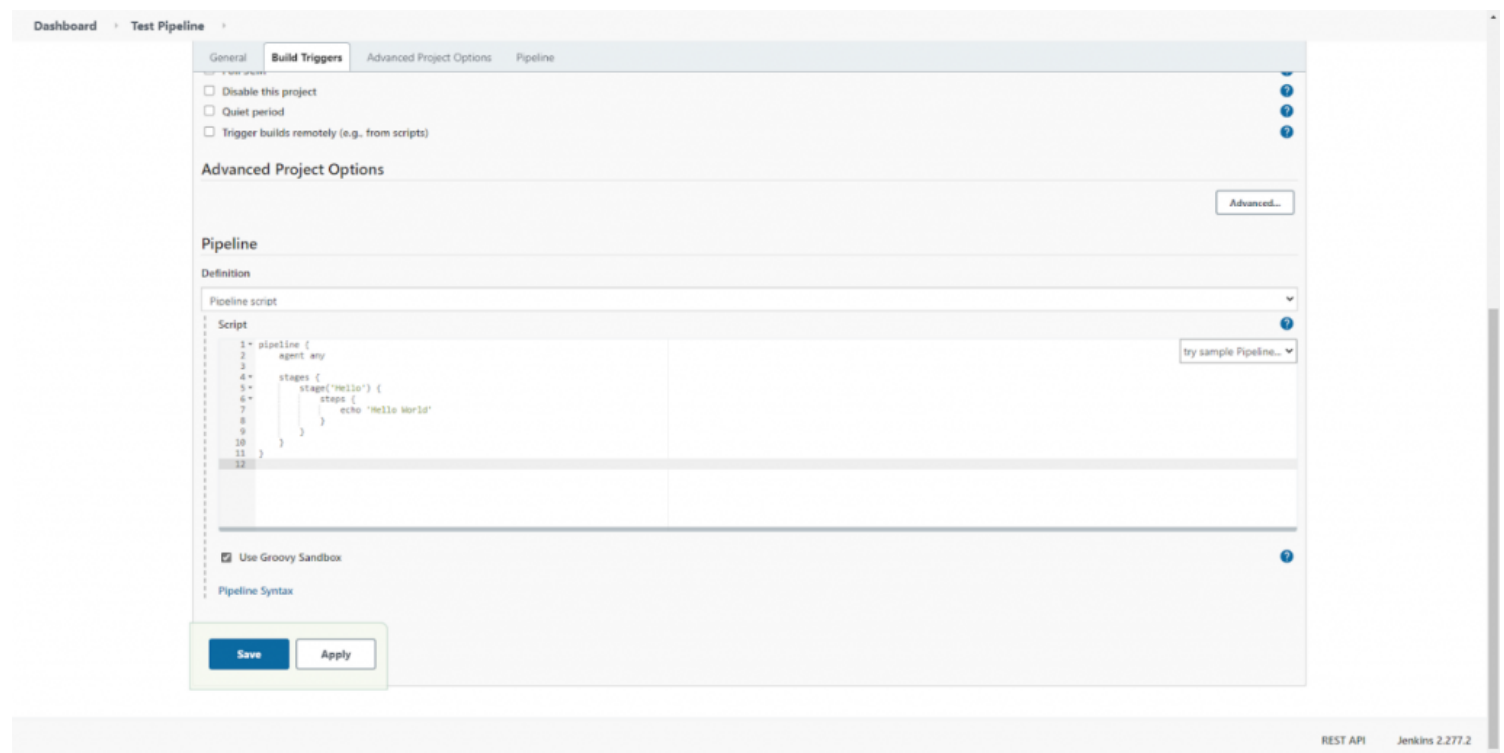 Dashboard Test Pipeline
General Build Triggers Advanced Project Options Pipeline
Disable this project
Quiet period
Trigger builds remotely (e.g., from scripts)
Advanced Project Options
Advanced...
Pipeline
Definition
Pipeline script
Script
try sample Pipeline...
1 pipeline {
2 agent any
3
4 stages {
5 stage('Hello') {
6 steps {
7 echo 'Hello World'
8 }
9 }
10 }
11 }
12
Use Groovy Sandbox
Pipeline Syntax
Save Apply
REST API Jenkins 2.277.2